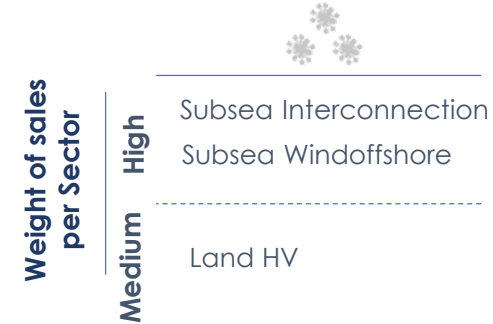 Weight of sales
per Sector
High
Subsea Interconnection
Subsea Windoffshore
Medium
Land HV